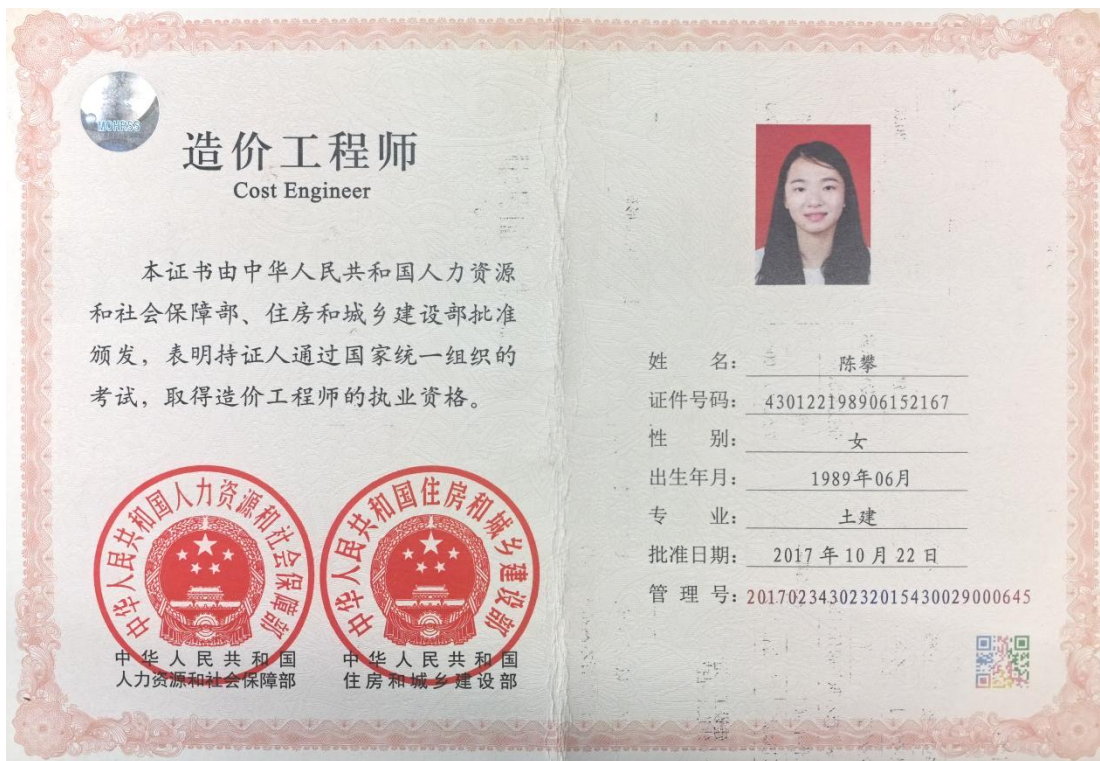 MOHRSS
造价工程师
Cost Engineer
本证书由中华人民共和国人力资源
和社会保障部、住房和城乡建设部批准
颁发，表明持证人通过国家统一组织的
考试，取得造价工程师的执业资格。
中华人民共和国人力资源和社会保障部
中华人民共和国住房和城乡建设部
中华人民共和国
人力资源和社会保障部
中华人民共和国
住房和城乡建设部
姓 名：陈攀
证件号码：430122198906152167
性 别：女
出生年月：1989年06月
专 业：土建
批准日期：2017年10月22日
管 理 号：2017023430232015430029000645